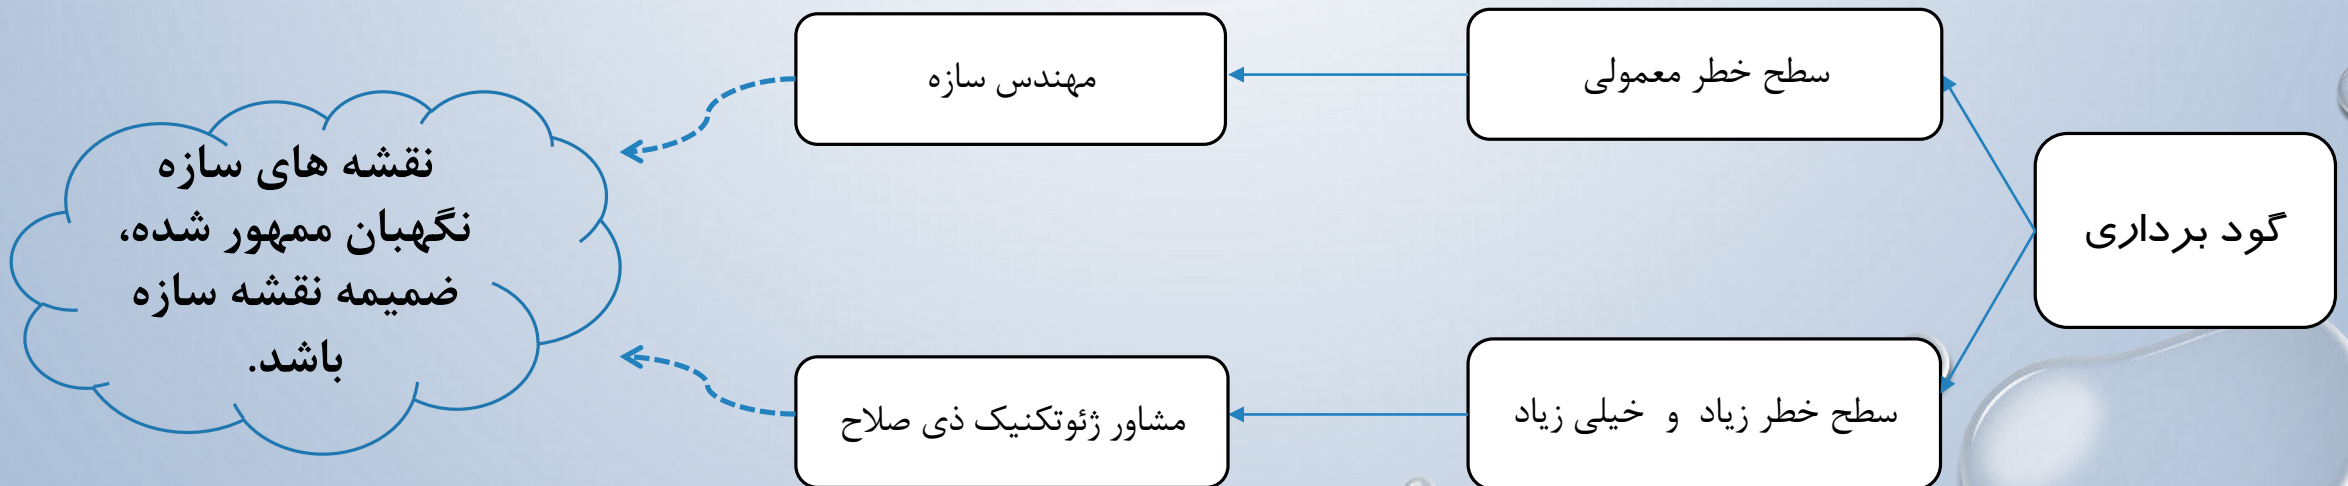 گود برداری
سطح خطر معمولی
مهندس سازه
سطح خطر زیاد و خیلی زیاد
مشاور ژئوتکنیک ذی صلاح
نقشه های سازه
نگهبان ممهور شده،
ضمیمه نقشه سازه
باشد.